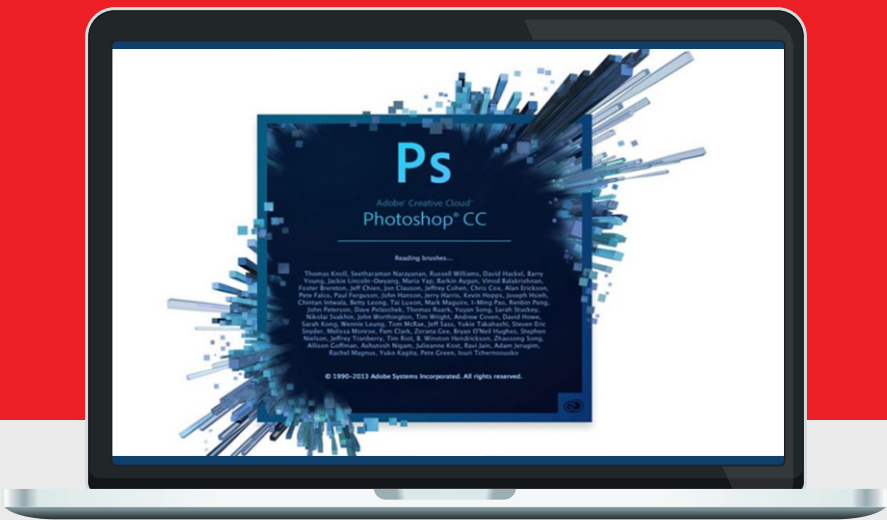 Ps
Adobe® Creative Cloud™
Photoshop® CC
Reading brushes...
Thomas Knoll, Seetharaman Narayanan, Russell Williams, David Hackel, Barry
Young, Jackie Lincoln-Owyang, Maria Yap, Barkin Aygun, Vinod Balakrishnan,
Foster Brereton, Jeff Chien, Jon Clauson, Jeffrey Cohen, Chris Cox, Alan Erickson,
Pete Falco, Paul Ferguson, John Hanson, Jerry Harris, Kevin Hopps, Joseph Hsieh,
Chintan Intwala, Betty Leong, Tai Luxon, Mark Maguire, I-Ming Pao, Renbin Peng,
John Peterson, Dave Polaschek, Thomas Ruark, Yuyan Song, Sarah Stuckey,
Nikolai Svakhin, John Worthington, Tim Wright, Andrew Coven, David Howe,
Sarah Kong, Wennie Leung, Tom McRae, Jeff Sass, Yukie Takahashi, Steven Eric
Snyder, Melissa Monroe, Pam Clark, Zorana Gee, Bryan O'Neil Hughes, Stephen
Nielson, Jeffrey Tranberry, Tim Riot, B. Winston Hendrickson, Zhaosong Song,
Allison Goffman, Ashutosh Nigam, Julieanne Kost, Ravi Jain, Adam Jerugim,
Rachel Magnus, Yuko Kagita, Pete Green, Iouri Tchernoousko
© 1990-2013 Adobe Systems Incorporated. All rights reserved.